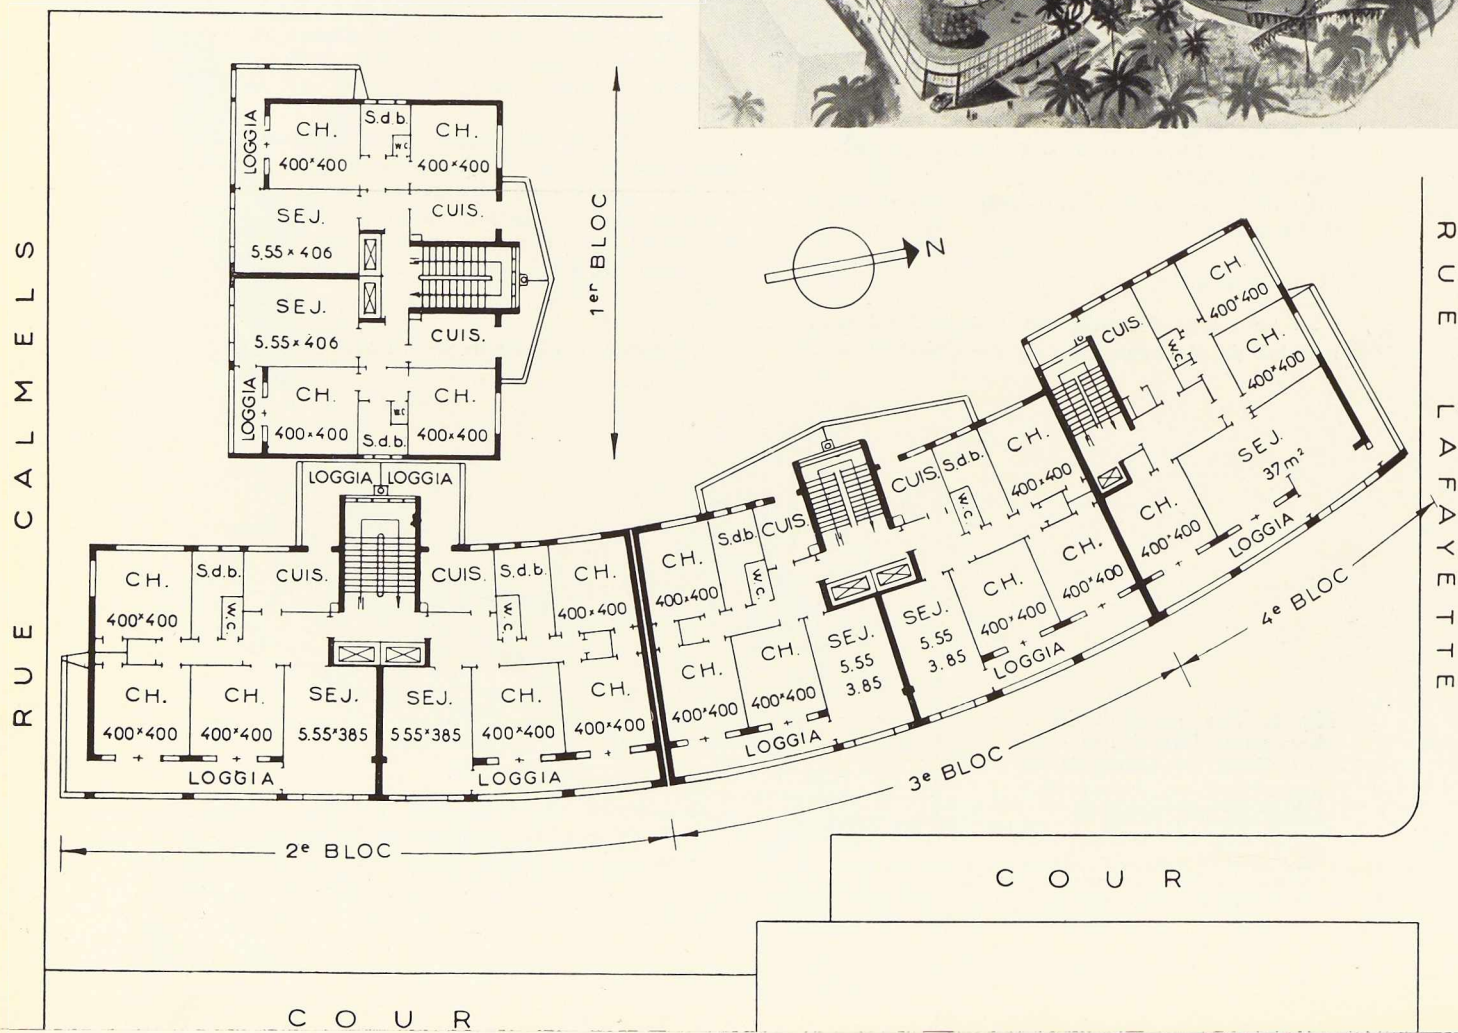 RUE CALMELS
LOGGIA
CH.
400×400
S.d.b.
W.C.
CH.
400×400
SEJ.
5.55×406
CUIS.
SEJ.
5.55×406
CUIS.
LOGGIA
CH.
400×400
W.C
S.d.b.
CH.
400×400
1er BLOC
N
LOGGIA LOGGIA
CH.
400×400
S.d.b.
W.C.
CUIS.
CUIS.
S.d.b.
W.C.
CH.
400×400
CH.
400×400
CH.
400×400
SEJ.
5.55×385
SEJ.
5.55×385
CH.
400×400
CH.
400×400
LOGGIA
LOGGIA
2e BLOC
CH.
400×400
S.d.b.
W.C.
CUIS.
CUIS.
S.d.b.
W.C.
CH.
400×400
CH.
400×400
CH.
400×400
SEJ.
5.55
3.85
SEJ.
5.55
3.85
CH.
400×400
CH.
400×400
LOGGIA
LOGGIA
3e BLOC
CUIS.
W.C.
CH
400×400
CH.
400×400
SEJ.
37m²
CH.
400×400
LOGGIA
4e BLOC
RUE LAFAYETTE
COUR
COUR